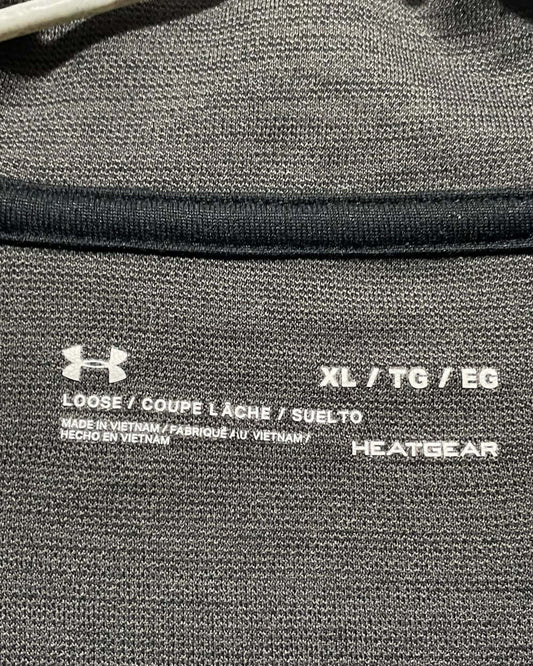 XL / TG / EG
LOOSE / COUPE LÂCHE / SUELTO
MADE IN VIETNAM / FABRIQUÉ AU VIETNAM /
HECHO EN VIETNAM
HEATGEAR